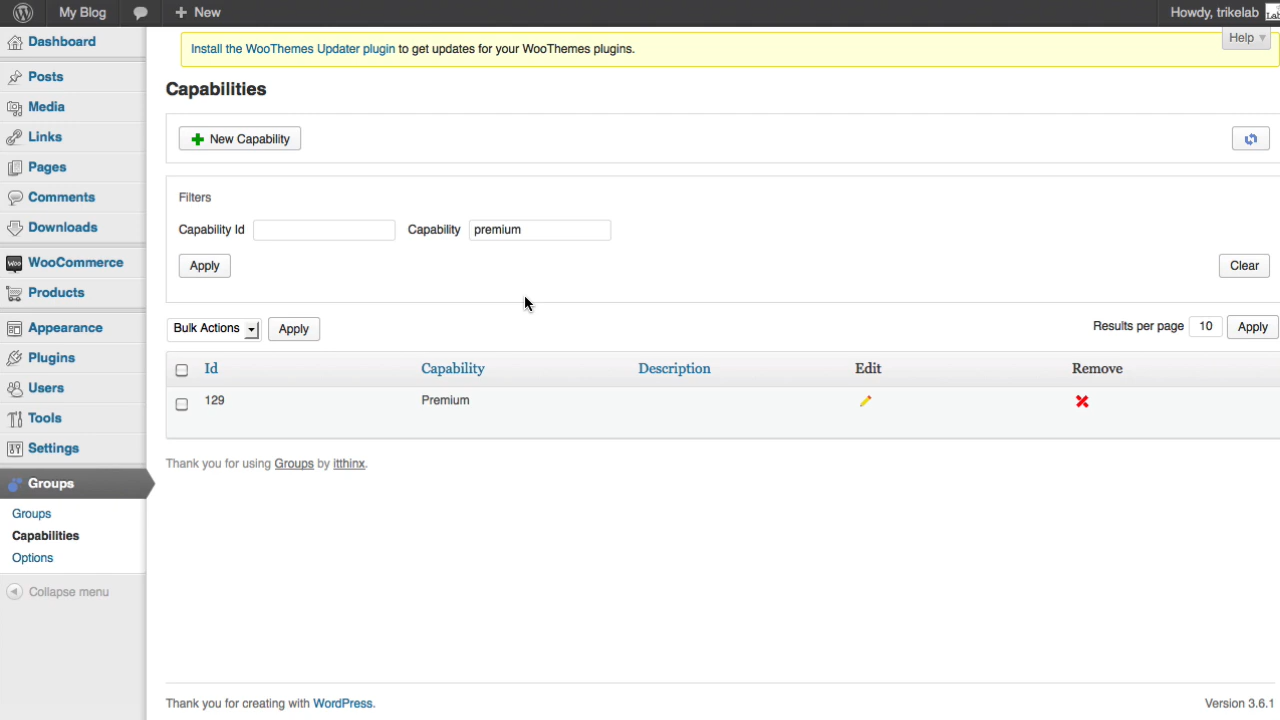 My Blog
New
Howdy, trikelab
Help
Dashboard
Posts
Media
Links
Pages
Comments
Downloads
WooCommerce
Products
Appearance
Plugins
Users
Tools
Settings
Groups
Groups
Capabilities
Options
Collapse menu
Install the WooThemes Updater plugin to get updates for your WooThemes plugins.
Capabilities
New Capability
Filters
Capability Id
Capability premium
Apply
Clear
Bulk Actions Apply
Results per page 10 Apply
Id Capability Description Edit Remove
129 Premium
Thank you for using Groups by itthinx.
Thank you for creating with WordPress.
Version 3.6.1